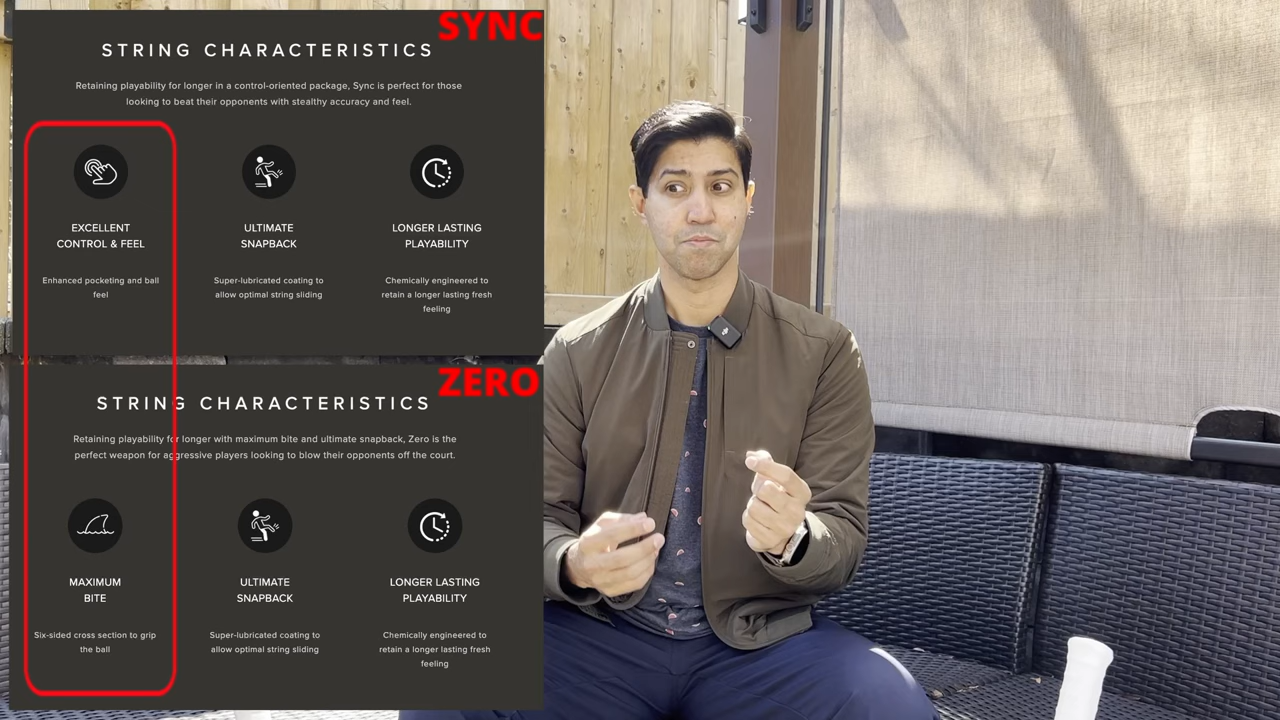 SYNC
STRING CHARACTERISTICS
Retaining playability for longer in a control-oriented package, Sync is perfect for those
looking to beat their opponents with stealthy accuracy and feel.
EXCELLENT
CONTROL & FEEL
Enhanced pocketing and ball
feel
ULTIMATE
SNAPBACK
Super-lubricated coating to
allow optimal string sliding
LONGER LASTING
PLAYABILITY
Chemically engineered to
retain a longer lasting fresh
feeling
ZERO
STRING CHARACTERISTICS
Retaining playability for longer with maximum bite and ultimate snapback, Zero is the
perfect weapon for aggressive players looking to blow their opponents off the court.
MAXIMUM
BITE
Six-sided cross section to grip
the ball
ULTIMATE
SNAPBACK
Super-lubricated coating to
allow optimal string sliding
LONGER LASTING
PLAYABILITY
Chemically engineered to
retain a longer lasting fresh
feeling